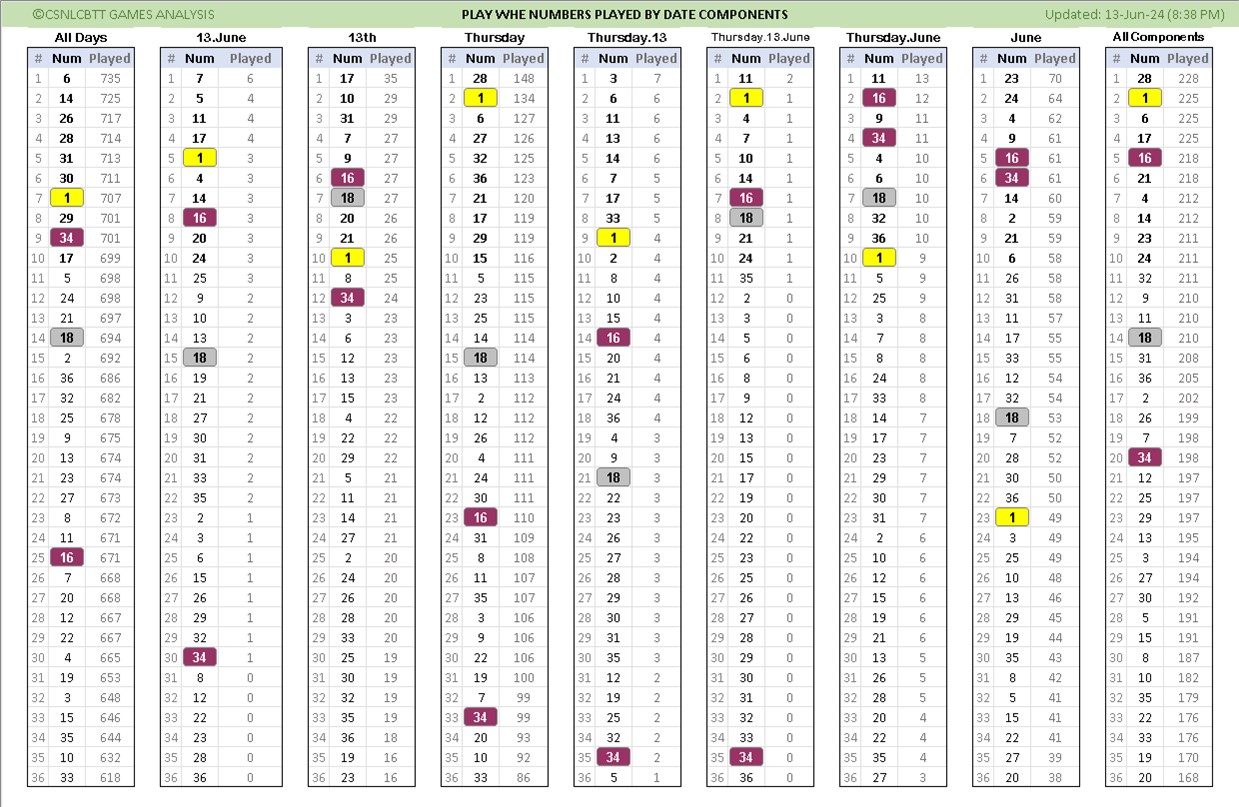 ©CSNLCBTT GAMES ANALYSIS PLAY WHE NUMBERS PLAYED BY DATE COMPONENTS Updated: 13-Jun-24 (8:38 PM)
All Days 13.June 13th Thursday Thursday.13 Thursday.13.June Thursday.June June All Components
# Num Played # Num Played # Num Played # Num Played # Num Played # Num Played # Num Played # Num Played # Num Played
1 6 735 1 7 6 1 17 35 1 28 148 1 3 7 1 11 2 1 11 13 1 23 70 1 28 228
2 14 725 2 5 4 2 10 29 2 1 134 2 6 6 2 1 1 2 16 12 2 24 64 2 1 225
3 26 717 3 11 4 3 31 29 3 6 127 3 11 6 3 4 1 3 9 11 3 4 62 3 6 225
4 28 714 4 17 4 4 7 27 4 27 126 4 13 6 4 7 1 4 34 11 4 9 61 4 17 225
5 31 713 5 1 3 5 9 27 5 32 125 5 14 6 5 10 1 5 4 10 5 16 61 5 16 218
6 30 711 6 4 3 6 16 27 6 36 123 6 7 5 6 14 1 6 6 10 6 34 61 6 21 218
7 1 707 7 14 3 7 18 27 7 21 120 7 17 5 7 16 1 7 18 10 7 14 60 7 4 212
8 29 701 8 16 3 8 20 26 8 17 119 8 33 5 8 18 1 8 32 10 8 2 59 8 14 212
9 34 701 9 20 3 9 21 26 9 29 119 9 1 4 9 21 1 9 36 10 9 21 59 9 23 211
10 17 699 10 24 3 10 1 25 10 15 116 10 2 4 10 24 1 10 1 9 10 6 58 10 24 211
11 5 698 11 25 3 11 8 25 11 5 115 11 8 4 11 35 1 11 5 9 11 26 58 11 32 211
12 24 698 12 9 2 12 34 24 12 23 115 12 10 4 12 2 0 12 25 9 12 31 58 12 9 210
13 21 697 13 10 2 13 3 23 13 25 115 13 15 4 13 3 0 13 3 8 13 11 57 13 11 210
14 18 694 14 13 2 14 6 23 14 14 114 14 16 4 14 5 0 14 7 8 14 17 55 14 18 210
15 2 692 15 18 2 15 12 23 15 18 114 15 20 4 15 6 0 15 8 8 15 33 55 15 31 208
16 36 686 16 19 2 16 13 23 16 13 113 16 21 4 16 8 0 16 24 8 16 12 54 16 36 205
17 32 682 17 21 2 17 15 23 17 2 112 17 24 4 17 9 0 17 33 8 17 32 54 17 2 202
18 25 678 18 27 2 18 4 22 18 12 112 18 36 4 18 12 0 18 14 7 18 18 53 18 26 199
19 9 675 19 30 2 19 22 22 19 26 112 19 4 3 19 13 0 19 17 7 19 7 52 19 7 198
20 13 674 20 31 2 20 29 22 20 4 111 20 9 3 20 15 0 20 23 7 20 28 52 20 34 198
21 23 674 21 33 2 21 5 21 21 24 111 21 18 3 21 17 0 21 29 7 21 30 50 21 12 197
22 27 673 22 35 2 22 11 21 22 30 111 22 22 3 22 19 0 22 30 7 22 36 50 22 25 197
23 8 672 23 2 1 23 14 21 23 16 110 23 23 3 23 20 0 23 31 7 23 1 49 23 29 197
24 11 671 24 3 1 24 27 21 24 31 109 24 26 3 24 22 0 24 2 6 24 3 49 24 13 195
25 16 671 25 6 1 25 2 20 25 8 108 25 27 3 25 23 0 25 10 6 25 25 49 25 3 194
26 7 668 26 15 1 26 24 20 26 11 107 26 28 3 26 25 0 26 12 6 26 10 48 26 27 194
27 20 668 27 26 1 27 26 20 27 35 107 27 29 3 27 26 0 27 15 6 27 13 46 27 30 192
28 12 667 28 29 1 28 28 20 28 3 106 28 30 3 28 27 0 28 19 6 28 29 45 28 5 191
29 22 667 29 32 1 29 33 20 29 9 106 29 31 3 29 28 0 29 21 6 29 19 44 29 15 191
30 4 665 30 34 1 30 25 19 30 22 106 30 35 3 30 29 0 30 13 5 30 35 43 30 8 187
31 19 653 31 8 0 31 30 19 31 19 100 31 12 2 31 30 0 31 26 5 31 8 42 31 10 182
32 3 648 32 12 0 32 32 19 32 7 99 32 19 2 32 31 0 32 28 5 32 5 41 32 35 179
33 15 646 33 22 0 33 35 19 33 34 99 33 25 2 33 32 0 33 20 4 33 15 41 33 22 176
34 35 644 34 23 0 34 36 18 34 20 93 34 32 2 34 33 0 34 22 4 34 22 41 34 33 176
35 10 632 35 28 0 35 19 16 35 10 92 35 34 2 35 34 0 35 35 4 35 27 39 35 19 170
36 33 618 36 36 0 36 23 16 36 33 86 36 5 1 36 36 0 36 27 3 36 20 38 36 20 168